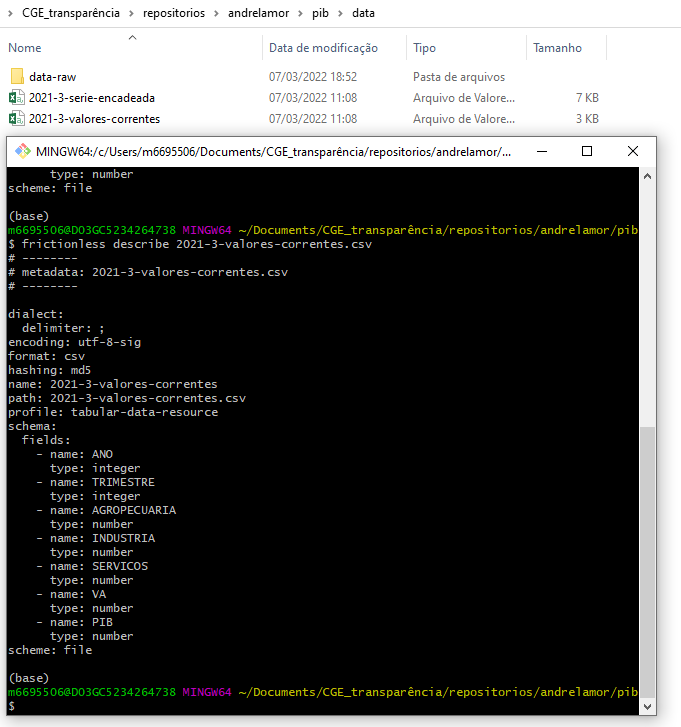 CGE_transparência › repositorios › andrelamor › pib › data
Nome Data de modificação Tipo Tamanho
data-raw 07/03/2022 18:52 Pasta de arquivos
2021-3-serie-encadeada 07/03/2022 11:08 Arquivo de Valore... 7 KB
2021-3-valores-correntes 07/03/2022 11:08 Arquivo de Valore... 3 KB
MINGW64:/c/Users/m6695506/Documents/CGE_transparência/repositorios/andrelamor/...
type: number
scheme: file
(base)
m6695506@D03GC5234264738 MINGW64 ~/Documents/CGE_transparência/repositorios/andrelamor/pib
$ frictionless describe 2021-3-valores-correntes.csv
# --------
# metadata: 2021-3-valores-correntes.csv
# --------
dialect:
delimiter: ;
encoding: utf-8-sig
format: csv
hashing: md5
name: 2021-3-valores-correntes
path: 2021-3-valores-correntes.csv
profile: tabular-data-resource
schema:
fields:
- name: ANO
type: integer
- name: TRIMESTRE
type: integer
- name: AGROPECUARIA
type: number
- name: INDUSTRIA
type: number
- name: SERVICOS
type: number
- name: VA
type: number
- name: PIB
type: number
scheme: file
(base)
m6695506@D03GC5234264738 MINGW64 ~/Documents/CGE_transparência/repositorios/andrelamor/pib
$